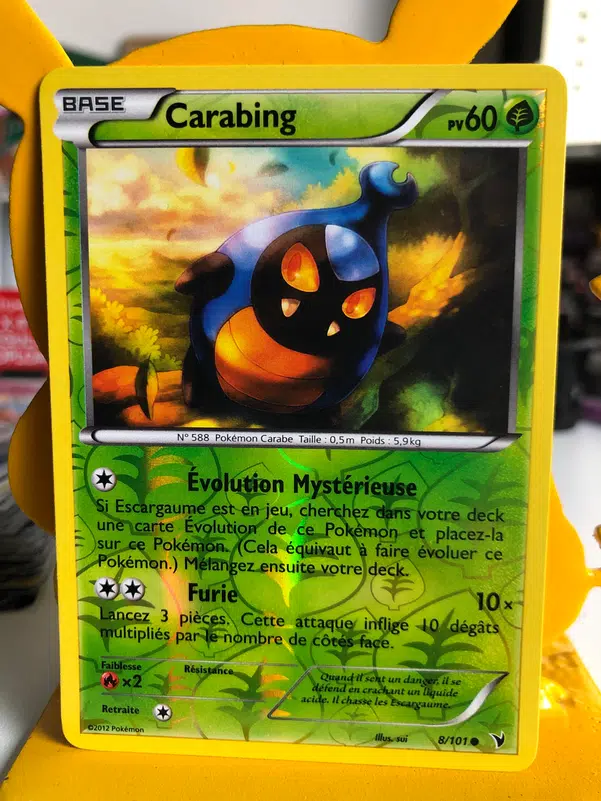 BASE
Carabing
PV60
N° 588 Pokémon Carabe Taille : 0,5m Poids : 5,9kg
Évolution Mystérieuse
Si Escargaume est en jeu, cherchez dans votre deck
une carte Évolution de ce Pokémon et placez-la
sur ce Pokémon. (Cela équivaut à faire évoluer ce
Pokémon.) Mélangez ensuite votre deck.
Furie 10×
Lancez 3 pièces. Cette attaque inflige 10 dégâts
multipliés par le nombre de côtés face.
Faiblesse
×2
Résistance
Retraite
Quand il sent un danger, il se
défend en crachant un liquide
acide. Il chasse les Escargaume.
©2012 Pokémon
Illus. sui
8/101